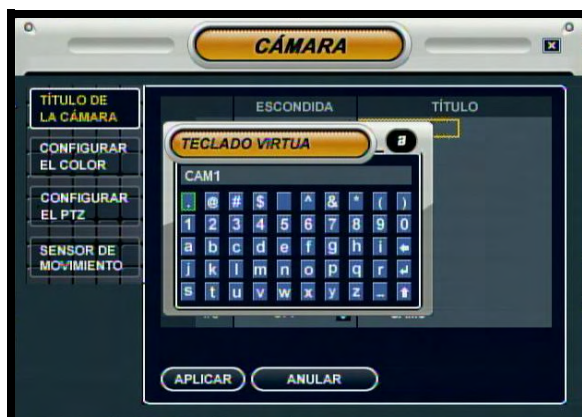 CÁMARA
TÍTULO DE
LA CÁMARA
CONFIGURAR
EL COLOR
CONFIGURAR
EL PTZ
SENSOR DE
MOVIMIENTO
ESCONDIDA TÍTULO
TECLADO VIRTUA a
CAM1
. @ # $ ^ & * ( )
1 2 3 4 5 6 7 8 9 0
a b c d e f g h i ←
j k l m n o p q r ↵
s t u v w x y z _ ⬆
APLICAR ANULAR